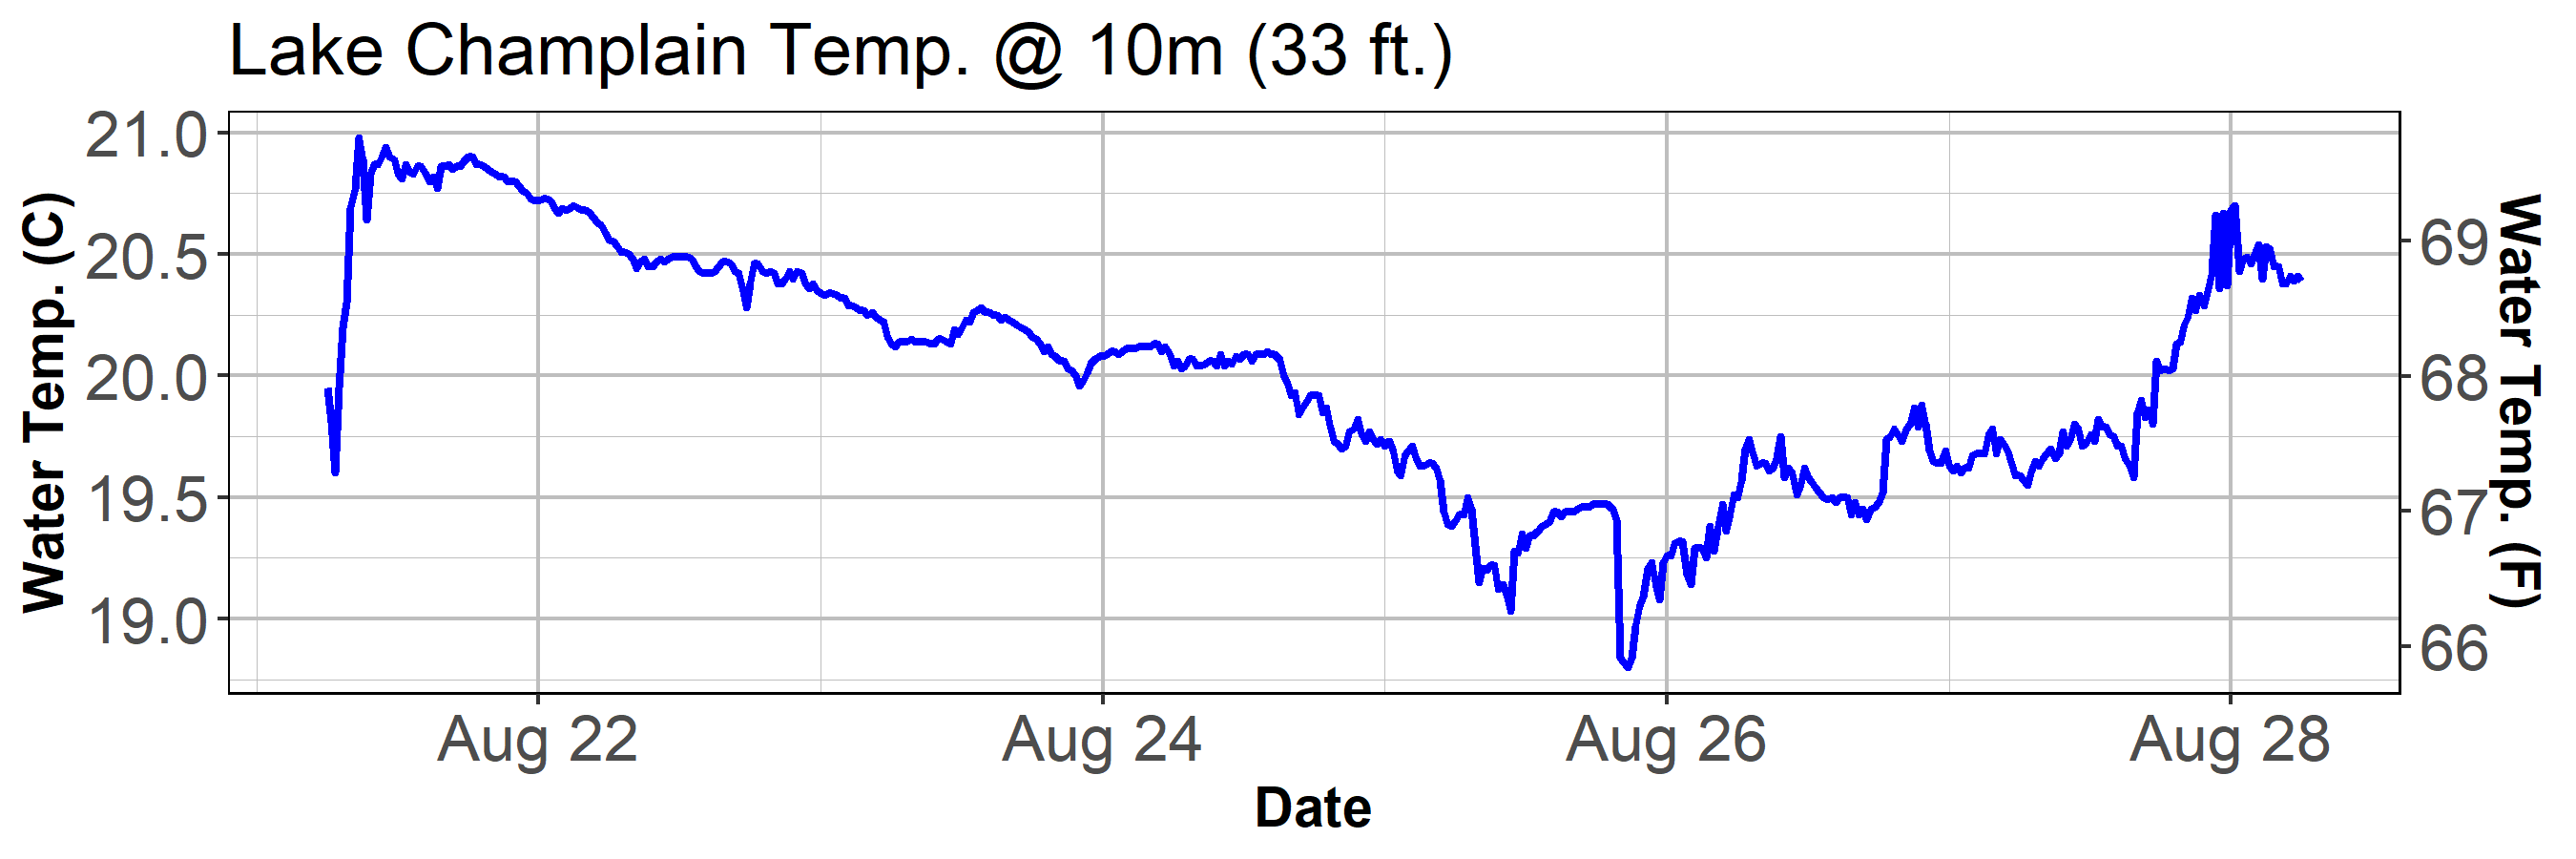 Lake Champlain Temp. @ 10m (33 ft.)
Water Temp. (C)
21.0
20.5
20.0
19.5
19.0
69
68
67
66
Water Temp. (F)
Aug 22 Aug 24 Aug 26 Aug 28
Date